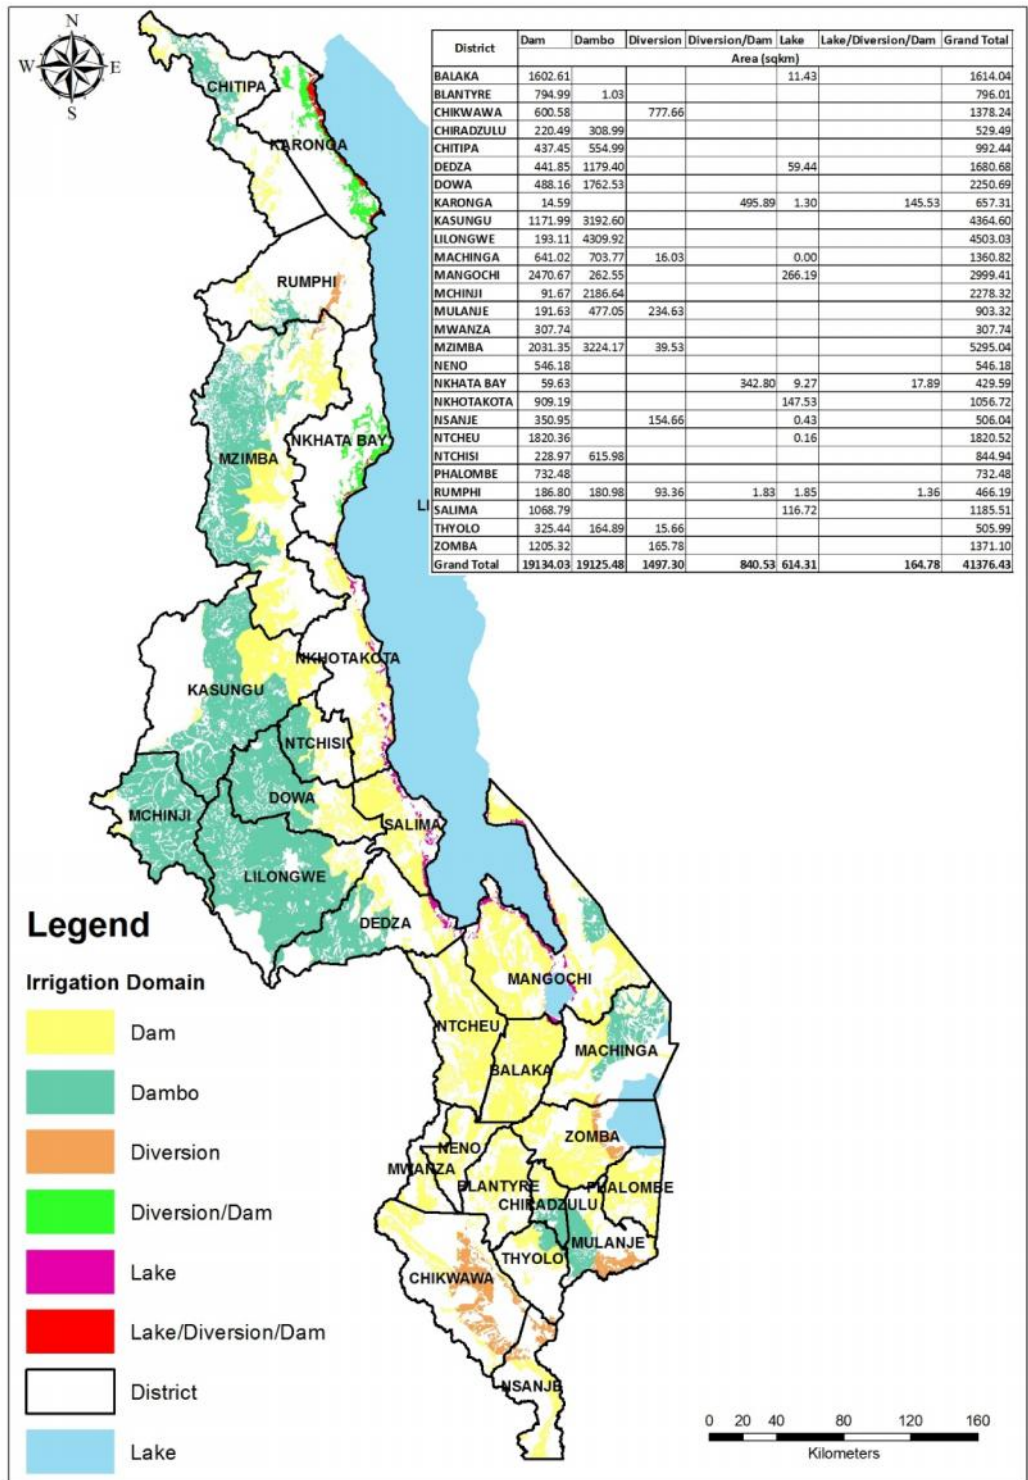 N
W E
S
District Dam Dambo Diversion Diversion/Dam Lake Lake/Diversion/Dam Grand Total
Area (sqkm)
BALAKA 1602.61 11.43 1614.04
BLANTYRE 794.99 1.03 796.01
CHIKWAWA 600.58 777.66 1378.24
CHIRADZULU 220.49 308.99 529.49
CHITIPA 437.45 554.99 992.44
DEDZA 441.85 1179.40 59.44 1680.68
DOWA 488.16 1762.53 2250.69
KARONGA 14.59 495.89 1.30 145.53 657.31
KASUNGU 1171.99 3192.60 4364.60
LILONGWE 193.11 4309.92 4503.03
MACHINGA 641.02 703.77 16.03 0.00 1360.82
MANGOCHI 2470.67 262.55 266.19 2999.41
MCHINJI 91.67 2186.64 2278.32
MULANJE 191.63 477.05 234.63 903.32
MWANZA 307.74 307.74
MZIMBA 2031.35 3224.17 39.53 5295.04
NENO 546.18 546.18
NKHATA BAY 59.63 342.80 9.27 17.89 429.59
NKHOTAKOTA 909.19 147.53 1056.72
NSANJE 350.95 154.66 0.43 506.04
NTCHEU 1820.36 0.16 1820.52
NTCHISI 228.97 615.98 844.94
PHALOMBE 732.48 732.48
RUMPHI 186.80 180.98 93.36 1.83 1.85 1.36 466.19
SALIMA 1068.79 116.72 1185.51
THYOLO 325.44 164.89 15.66 505.99
ZOMBA 1205.32 165.78 1371.10
Grand Total 19134.03 19125.48 1497.30 840.53 614.31 164.78 41376.43
CHITIPA
KARONGA
RUMPHI
NKHATA BAY
MZIMBA
LI
NKHOTAKOTA
KASUNGU
NTCHISI
DOWA
MCHINJI
SALIMA
LILONGWE
DEDZA
MANGOCHI
NTCHEU
MACHINGA
BALAKA
ZOMBA
NENO
MWANZA
BLANTYRE
PHALOMBE
CHIRADZULU
MULANJE
THYOLO
CHIKWAWA
NSANJE
Legend
Irrigation Domain
Dam
Dambo
Diversion
Diversion/Dam
Lake
Lake/Diversion/Dam
District
Lake
0 20 40 80 120 160
Kilometers